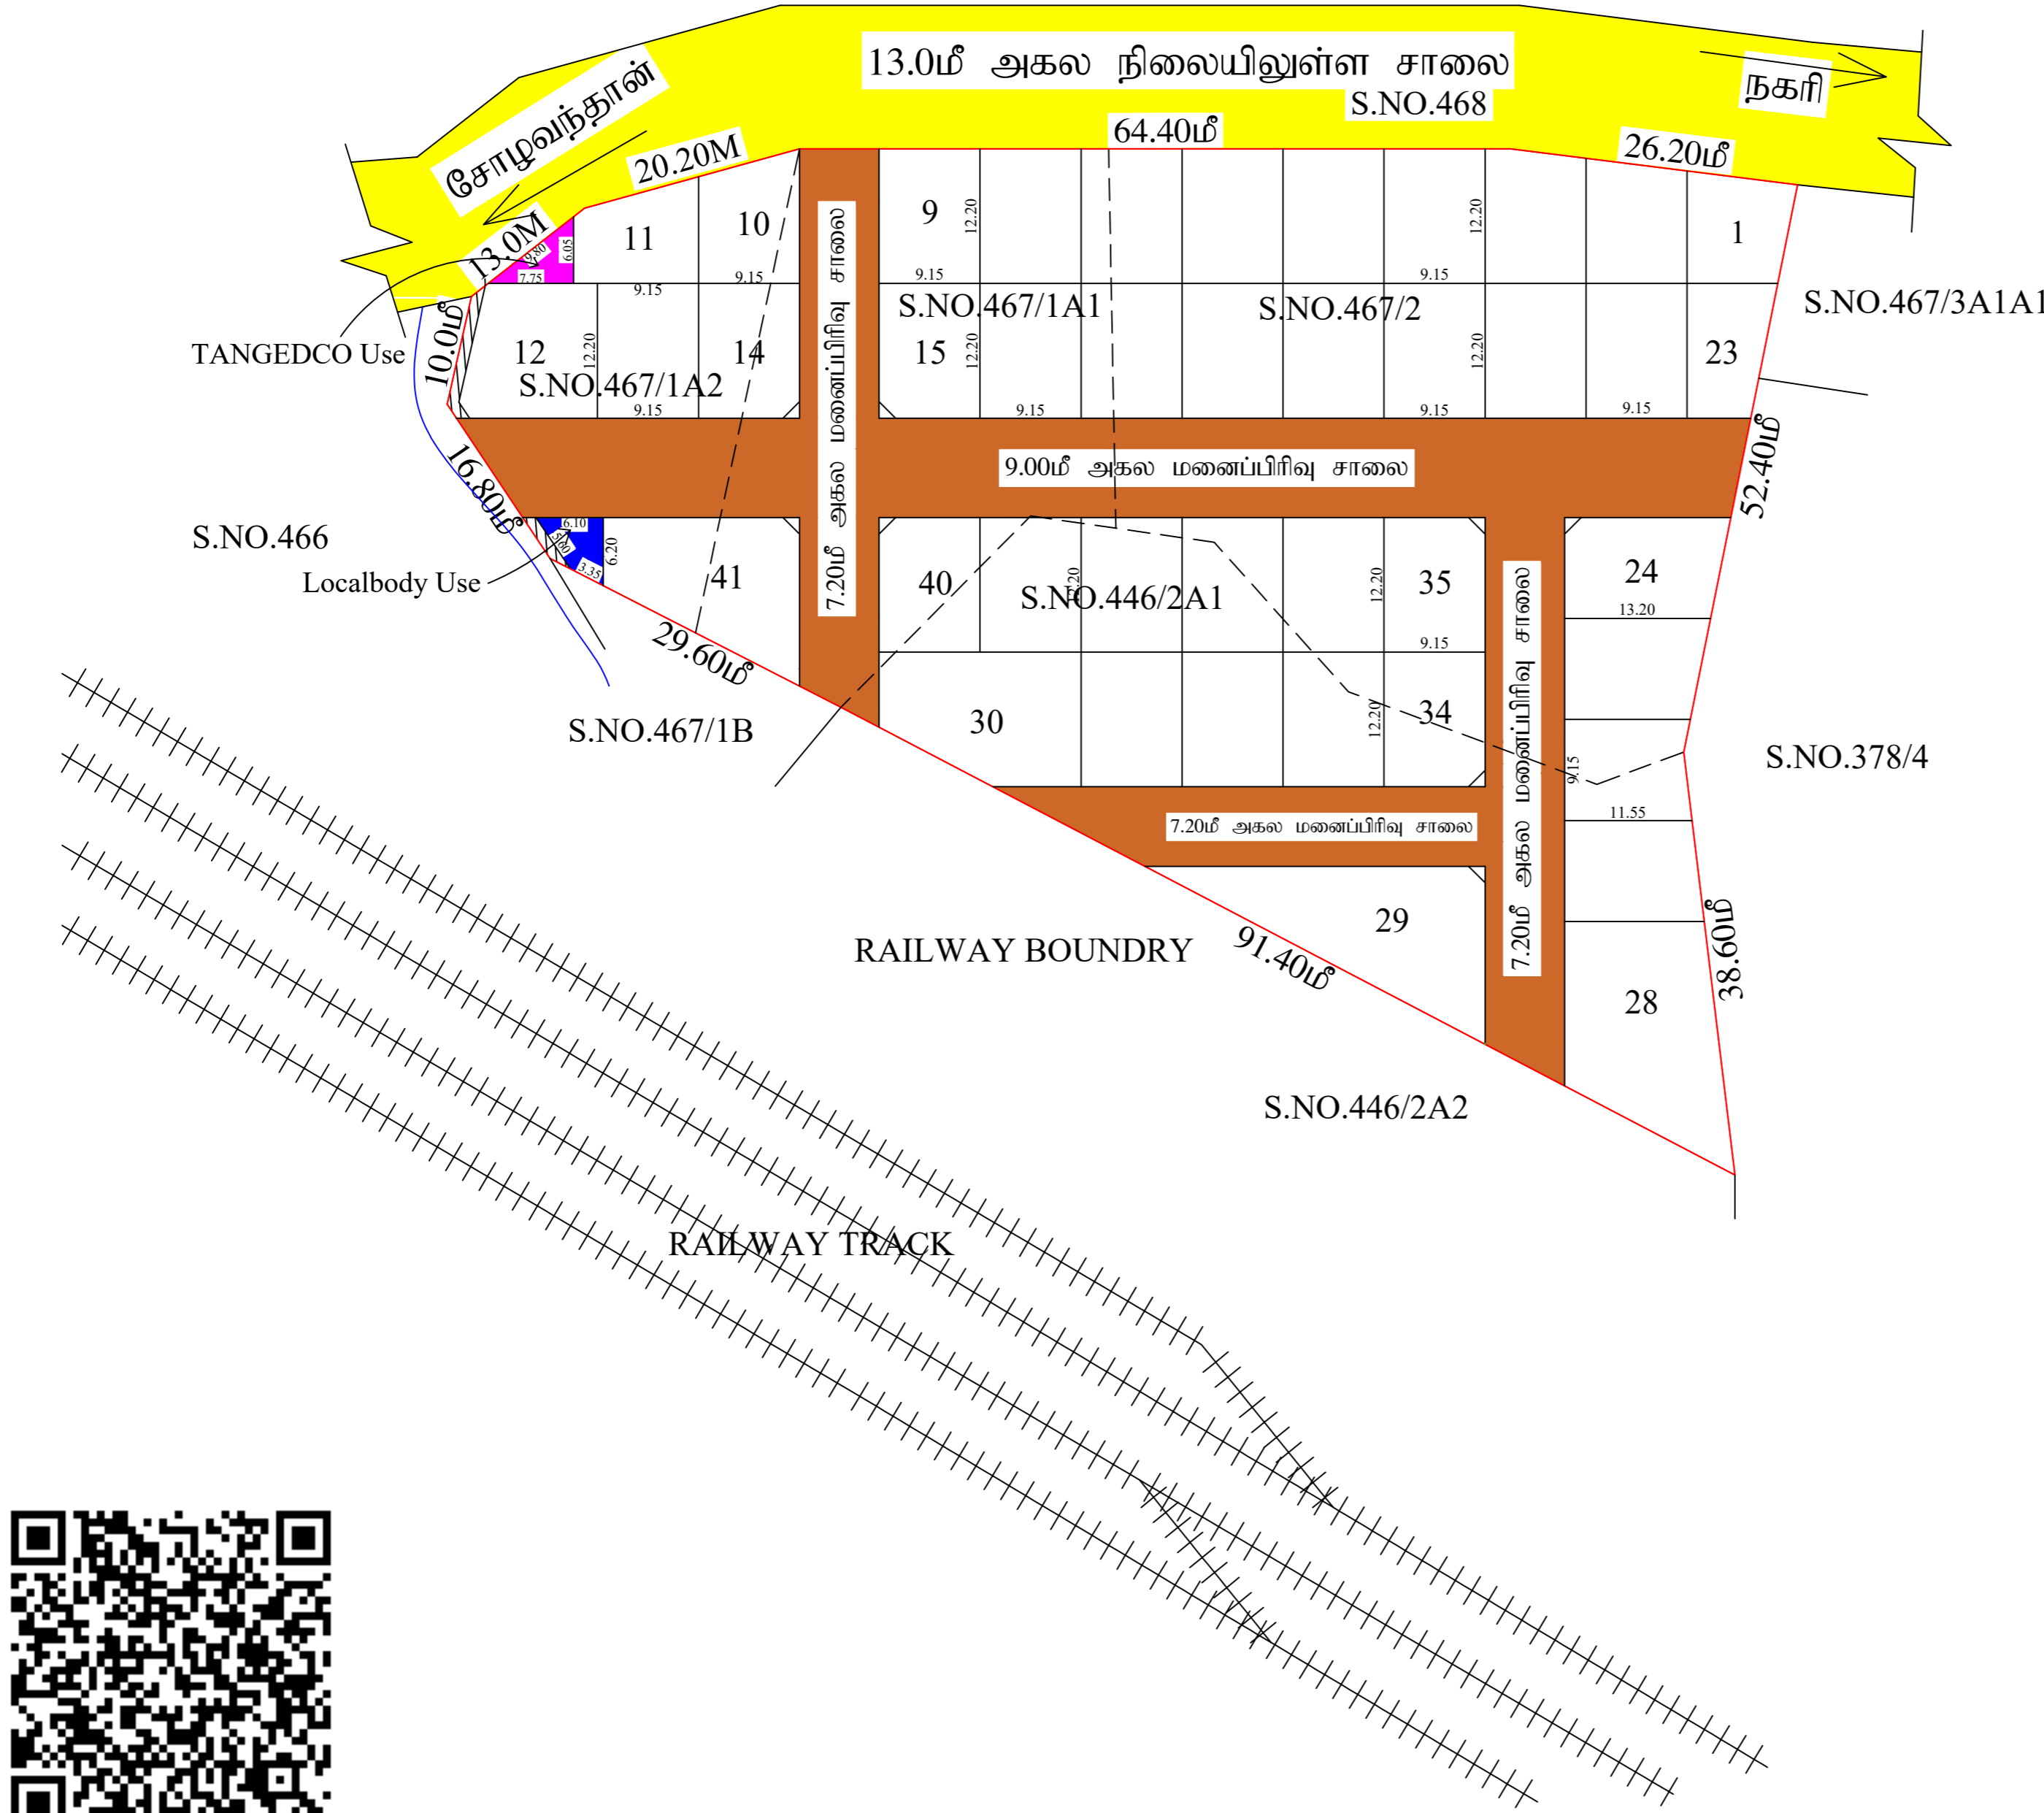 13.0மீ அகல நிலையிலுள்ள சாலை
S.NO.468
நகரி
சோழவந்தான்
20.20M
64.40மீ
26.20மீ
13.0M
9.80
6.05
7.75
11
10
9.15
9.15
9
12.20
9.15
12.20
9.15
1
7.20மீ அகல மனைப்பிரிவு சாலை
S.NO.467/1A1
S.NO.467/2
S.NO.467/3A1A1
TANGEDCO Use
10.0மீ
12
12.20
14
S.NO.467/1A2
9.15
15
12.20
9.15
12.20
9.15
9.15
23
52.40மீ
9.00மீ அகல மனைப்பிரிவு சாலை
16.80மீ
S.NO.466
Localbody Use
6.10
5.60
3.35
6.20
41
29.60மீ
40
12.20
S.NO.446/2A1
12.20
35
9.15
24
13.20
7.20மீ அகல மனைப்பிரிவு சாலை
S.NO.467/1B
30
12.20
34
9.15
S.NO.378/4
11.55
7.20மீ அகல மனைப்பிரிவு சாலை
29
RAILWAY BOUNDRY
91.40மீ
38.60மீ
28
S.NO.446/2A2
RAILWAY TRACK